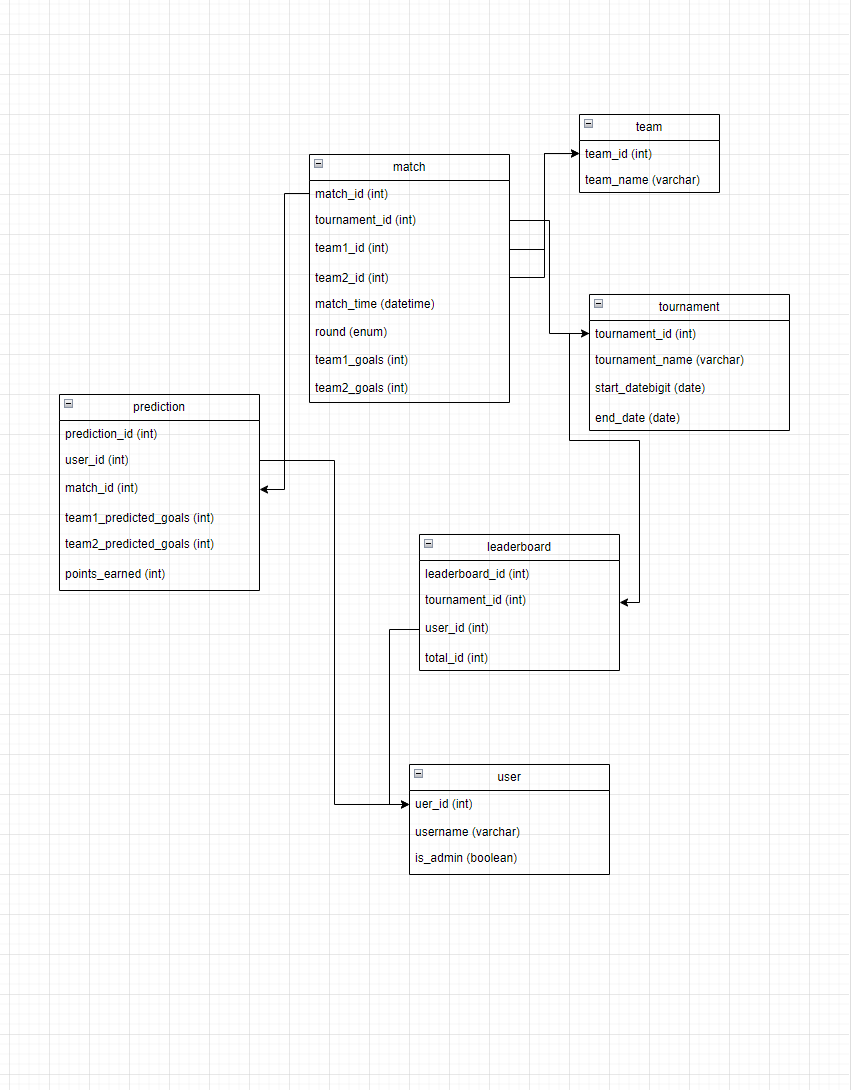 team
team_id (int)
team_name (varchar)
match
match_id (int)
tournament_id (int)
team1_id (int)
team2_id (int)
match_time (datetime)
round (enum)
team1_goals (int)
team2_goals (int)
tournament
tournament_id (int)
tournament_name (varchar)
start_datebigit (date)
end_date (date)
prediction
prediction_id (int)
user_id (int)
match_id (int)
team1_predicted_goals (int)
team2_predicted_goals (int)
points_earned (int)
leaderboard
leaderboard_id (int)
tournament_id (int)
user_id (int)
total_id (int)
user
uer_id (int)
username (varchar)
is_admin (boolean)